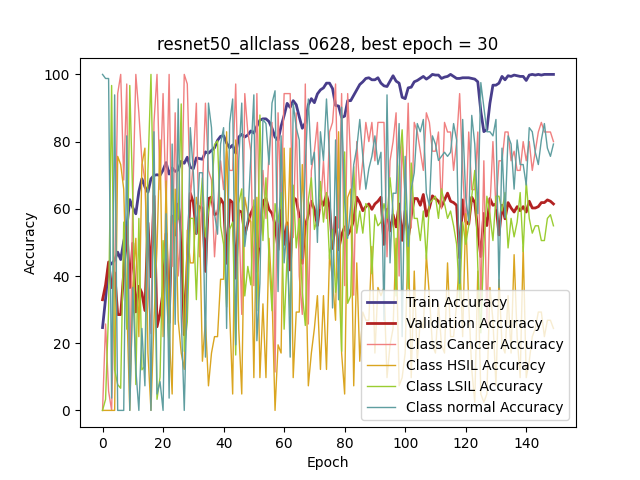 resnet50_allclass_0628, best epoch = 30
100
80
60
40
20
0
Accuracy
Train Accuracy
Validation Accuracy
Class Cancer Accuracy
Class HSIL Accuracy
Class LSIL Accuracy
Class normal Accuracy
0 20 40 60 80 100 120 140
Epoch